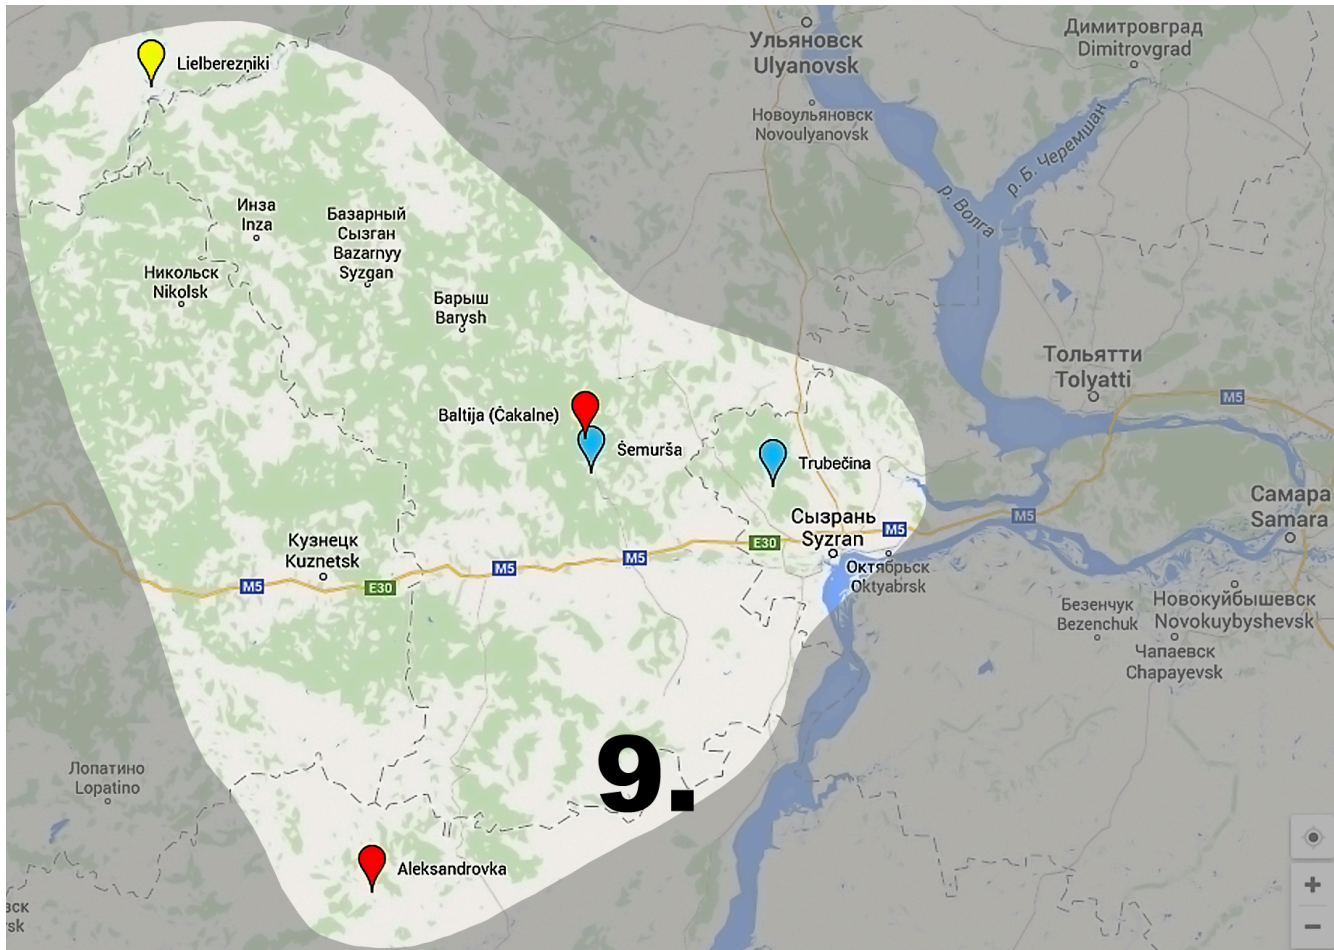 Ульяновск
Ulyanovsk
Димитровград
Dimitrovgrad
Lielberezņiki
Новоульяновск
Novoulyanovsk
р. Б. Черемшан
р. Волга
Инза
Inza
Базарный
Сызган
Bazarnyy
Syzgan
Никольск
Nikolsk
Барыш
Barysh
Тольятти
Tolyatti
M5
Baltija (Čakalne)
Šemurša
Trubečina
Самара
Samara
Сызрань
Syzran
M5
M5
Кузнецк
Kuznetsk
E30
M5
M5
M5
E30
Октябрьск
Oktyabrsk
Безенчук
Bezenchuk
Новокуйбышевск
Novokuybyshevsk
Чапаевск
Chapayevsk
9.
Лопатино
Lopatino
Aleksandrovka
вск
sk
+
−